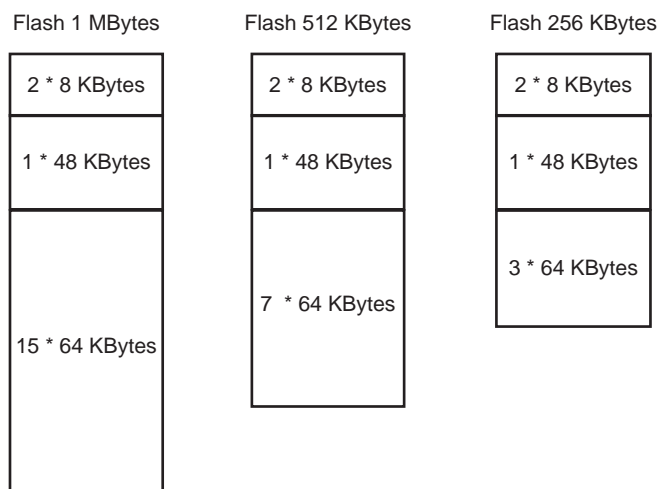 Flash 1 MBytes
2 * 8 KBytes
1 * 48 KBytes
15 * 64 KBytes
Flash 512 KBytes
2 * 8 KBytes
1 * 48 KBytes
7 * 64 KBytes
Flash 256 KBytes
2 * 8 KBytes
1 * 48 KBytes
3 * 64 KBytes